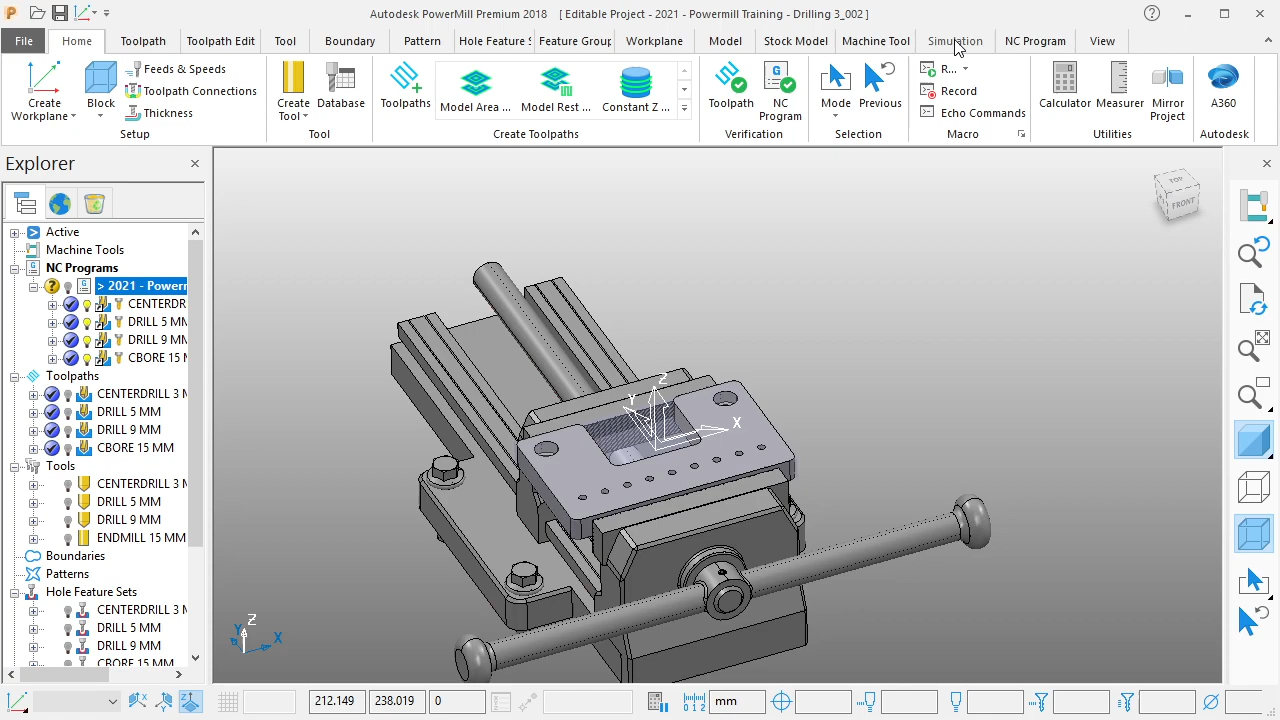 Autodesk PowerMill Premium 2018 [ Editable Project - 2021 - Powermill Training - Drilling 3_002 ]
File Home Toolpath Toolpath Edit Tool Boundary Pattern Hole Feature S Feature Group Workplane Model Stock Model Machine Tool Simulation NC Program View
Create Workplane
Block
Feeds & Speeds
Toolpath Connections
Thickness
Setup
Create Tool
Database
Tool
Toolpaths
Model Area ...
Model Rest ...
Constant Z ...
Create Toolpaths
Toolpath
NC Program
Verification
Mode
Previous
Selection
R...
Record
Echo Commands
Macro
Calculator
Measurer
Mirror Project
Utilities
A360
Autodesk
Explorer
Active
Machine Tools
NC Programs
> 2021 - Powerr
CENTERDR
DRILL 5 MM
DRILL 9 MM
CBORE 15 M
Toolpaths
CENTERDRILL 3 M
DRILL 5 MM
DRILL 9 MM
CBORE 15 MM
Tools
CENTERDRILL 3 M
DRILL 5 MM
DRILL 9 MM
ENDMILL 15 MM
Boundaries
Patterns
Hole Feature Sets
CENTERDRILL 3 M
DRILL 5 MM
DRILL 9 MM
CBORE 15 MM
TOP
FRONT
Z
Y
X
Z
Y
X
212.149 238.019 0 mm